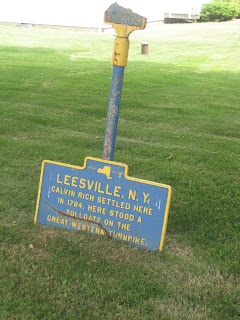 LEESVILLE, N.Y.
CALVIN RICH SETTLED HERE
IN 1784. HERE STOOD A
TOLLGATE ON THE
GREAT WESTERN TURNPIKE.